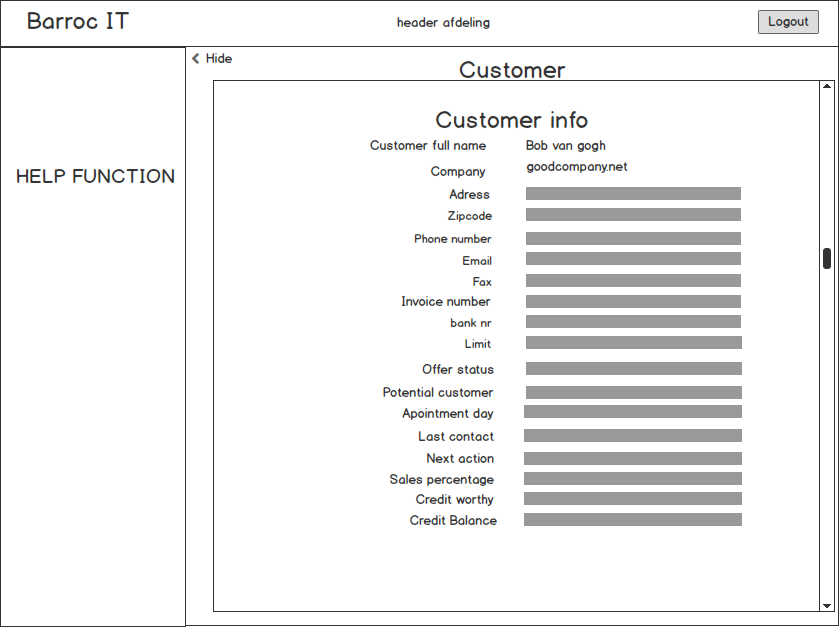 Barroc IT
header afdeling
Logout
Hide
Customer
HELP FUNCTION
Customer info
Customer full name Bob van gogh
Company goodcompany.net
Adress
Zipcode
Phone number
Email
Fax
Invoice number
bank nr
Limit
Offer status
Potential customer
Apointment day
Last contact
Next action
Sales percentage
Credit worthy
Credit Balance